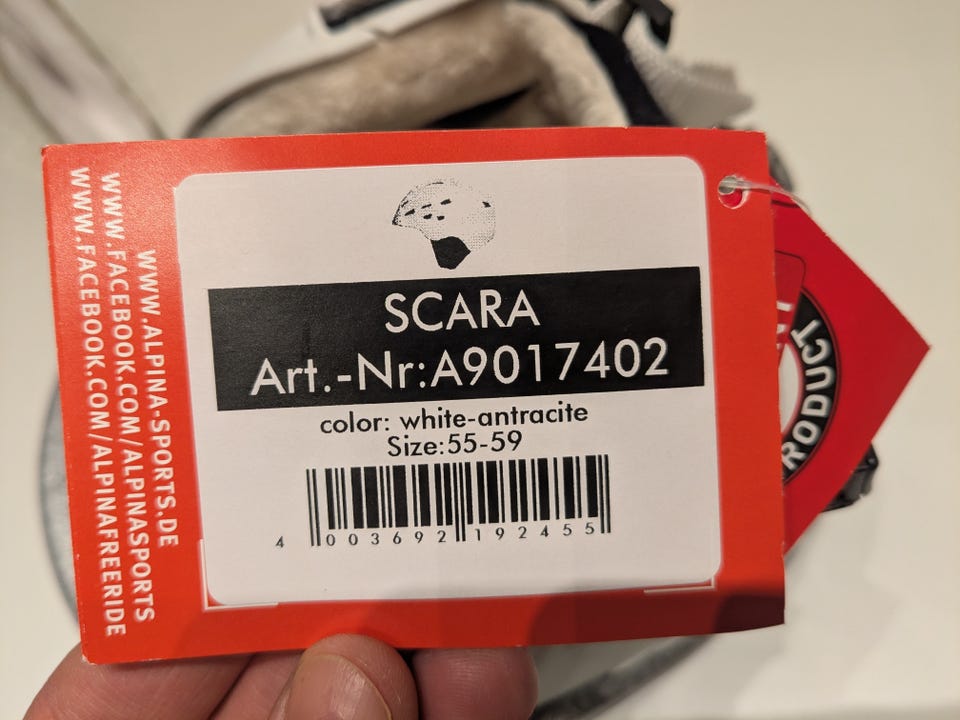 SCARA
Art.-Nr:A9017402
color: white-antracite
Size:55-59
4 003692 192455
WWW.ALPINA-SPORTS.DE
WWW.FACEBOOK.COM/ALPINASPORTS
WWW.FACEBOOK.COM/ALPINAFREERIDE
PRODUCT